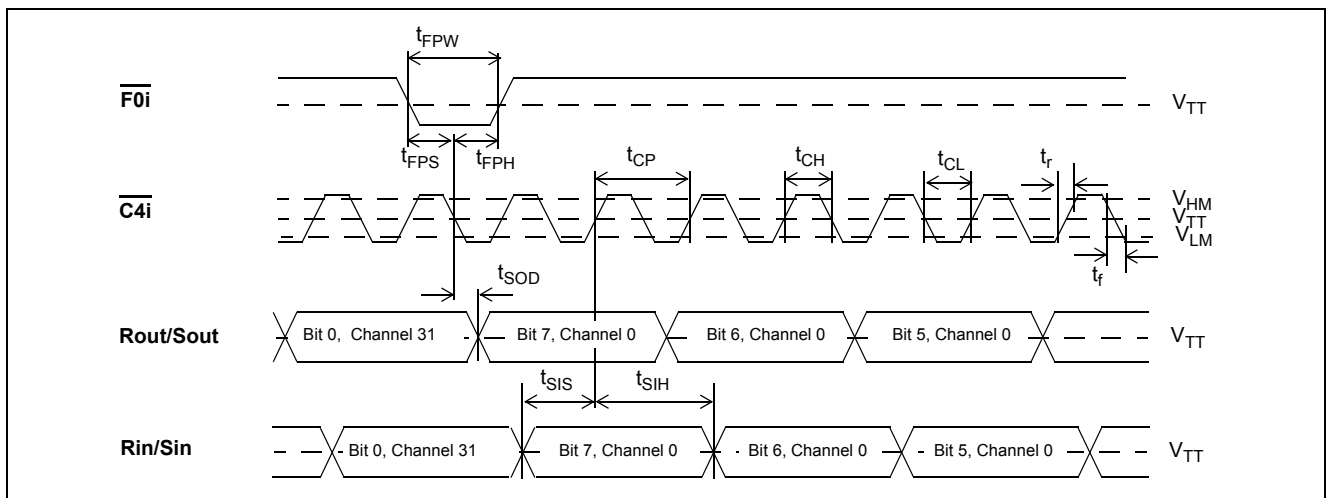 tFPW
F0i
VTT
tFPS tFPH
tCP tCH tCL tr
C4i
VHM
VTT
VLM
tf
tSOD
Rout/Sout Bit 0, Channel 31 Bit 7, Channel 0 Bit 6, Channel 0 Bit 5, Channel 0 VTT
tSIS tSIH
Rin/Sin Bit 0, Channel 31 Bit 7, Channel 0 Bit 6, Channel 0 Bit 5, Channel 0 VTT